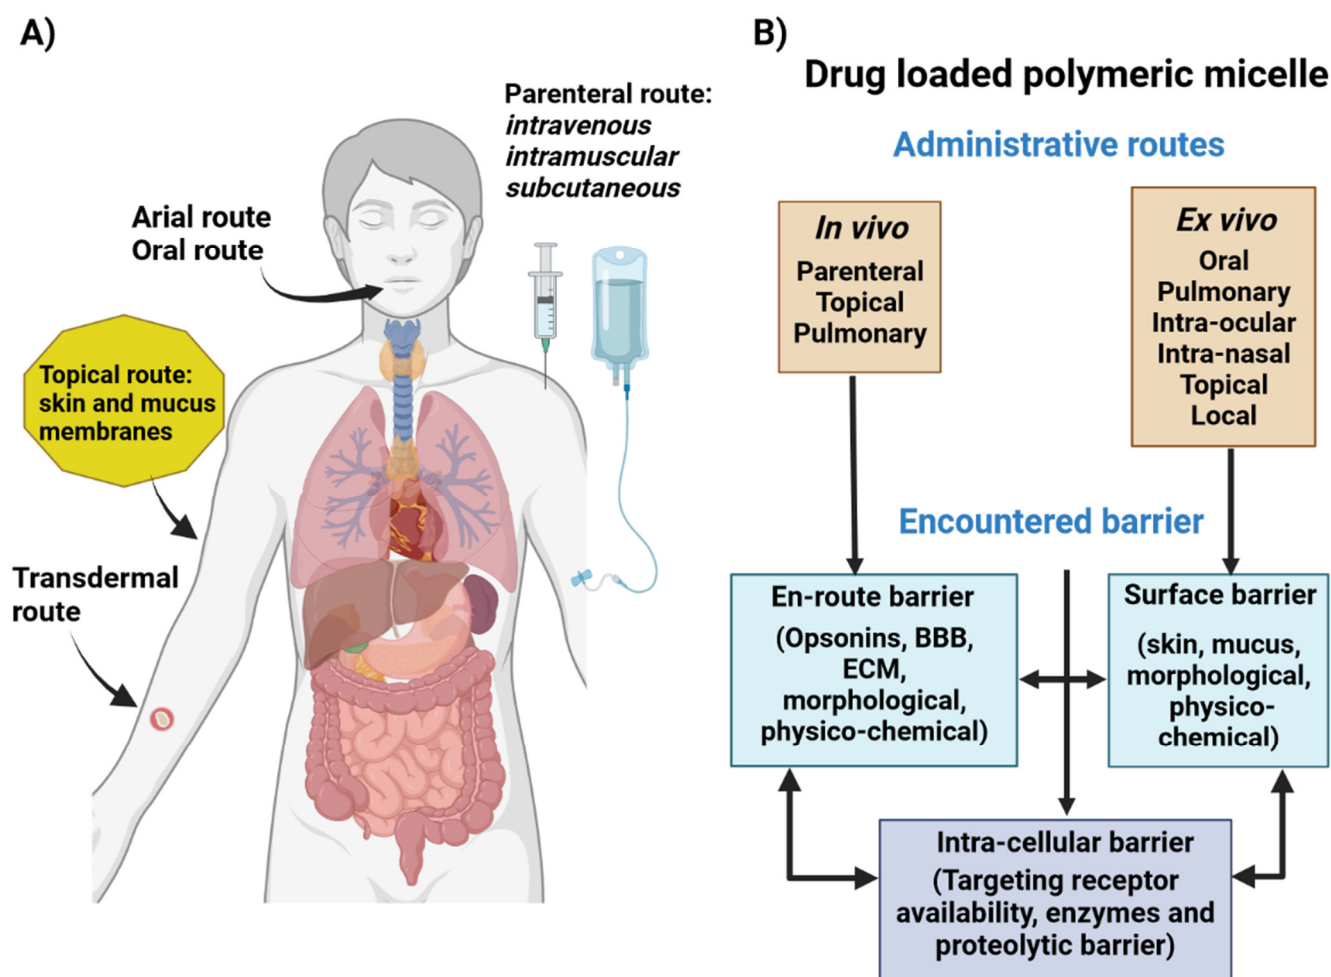 A)
Parenteral route:
intravenous
intramuscular
subcutaneous
Arial route
Oral route
Topical route:
skin and mucus
membranes
Transdermal
route
B)
Drug loaded polymeric micelle
Administrative routes
In vivo
Parenteral
Topical
Pulmonary
Ex vivo
Oral
Pulmonary
Intra-ocular
Intra-nasal
Topical
Local
Encountered barrier
En-route barrier
(Opsonins, BBB,
ECM,
morphological,
physico-chemical)
Surface barrier
(skin, mucus,
morphological,
physico-
chemical)
Intra-cellular barrier
(Targeting receptor
availability, enzymes and
proteolytic barrier)